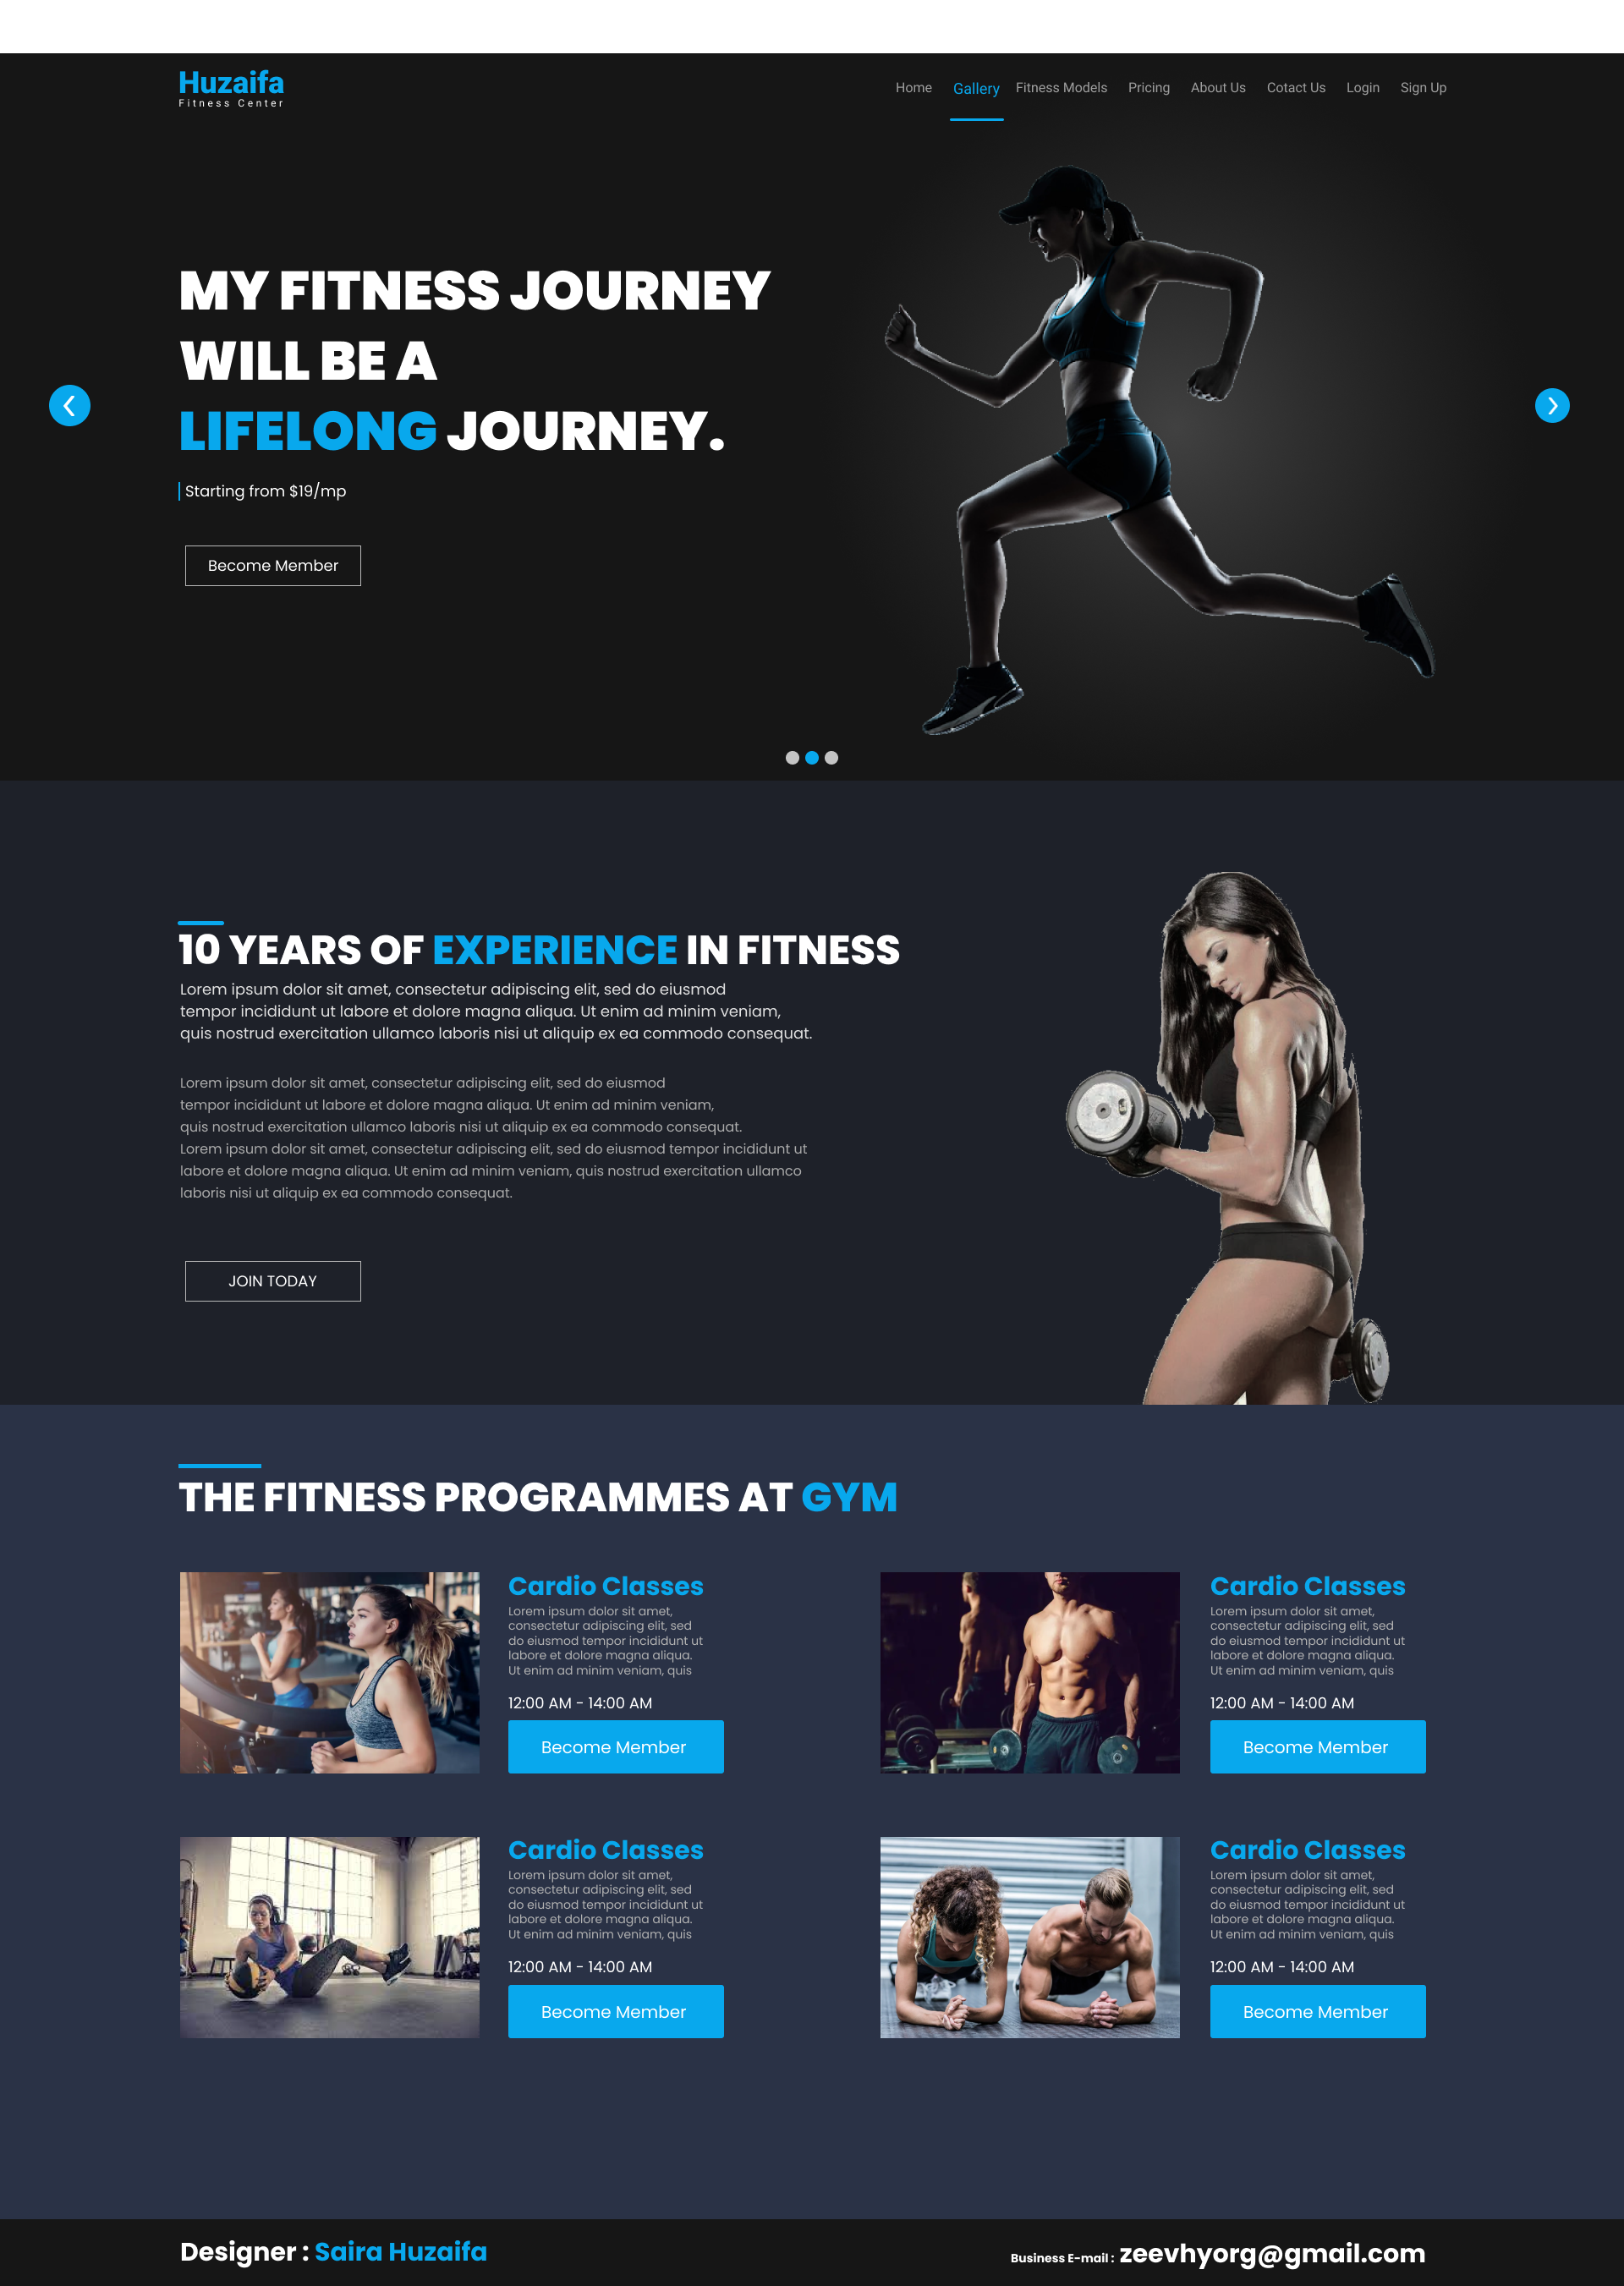 Huzaifa
Fitness Center
Home Gallery Fitness Models Pricing About Us Cotact Us Login Sign Up
MY FITNESS JOURNEY
WILL BE A
LIFELONG JOURNEY.
Starting from $19/mp
Become Member
10 YEARS OF EXPERIENCE IN FITNESS
Lorem ipsum dolor sit amet, consectetur adipiscing elit, sed do eiusmod
tempor incididunt ut labore et dolore magna aliqua. Ut enim ad minim veniam,
quis nostrud exercitation ullamco laboris nisi ut aliquip ex ea commodo consequat.
Lorem ipsum dolor sit amet, consectetur adipiscing elit, sed do eiusmod
tempor incididunt ut labore et dolore magna aliqua. Ut enim ad minim veniam,
quis nostrud exercitation ullamco laboris nisi ut aliquip ex ea commodo consequat.
Lorem ipsum dolor sit amet, consectetur adipiscing elit, sed do eiusmod tempor incididunt ut
labore et dolore magna aliqua. Ut enim ad minim veniam, quis nostrud exercitation ullamco
laboris nisi ut aliquip ex ea commodo consequat.
JOIN TODAY
THE FITNESS PROGRAMMES AT GYM
Cardio Classes
Lorem ipsum dolor sit amet,
consectetur adipiscing elit, sed
do eiusmod tempor incididunt ut
labore et dolore magna aliqua.
Ut enim ad minim veniam, quis
12:00 AM - 14:00 AM
Become Member
Cardio Classes
Lorem ipsum dolor sit amet,
consectetur adipiscing elit, sed
do eiusmod tempor incididunt ut
labore et dolore magna aliqua.
Ut enim ad minim veniam, quis
12:00 AM - 14:00 AM
Become Member
Cardio Classes
Lorem ipsum dolor sit amet,
consectetur adipiscing elit, sed
do eiusmod tempor incididunt ut
labore et dolore magna aliqua.
Ut enim ad minim veniam, quis
12:00 AM - 14:00 AM
Become Member
Cardio Classes
Lorem ipsum dolor sit amet,
consectetur adipiscing elit, sed
do eiusmod tempor incididunt ut
labore et dolore magna aliqua.
Ut enim ad minim veniam, quis
12:00 AM - 14:00 AM
Become Member
Designer : Saira Huzaifa
Business E-mail : zeevhyorg@gmail.com